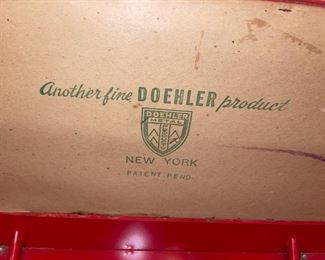 Another fine DOEHLER product
DOEHLER
METAL
NEW YORK
PATENT. PEND.